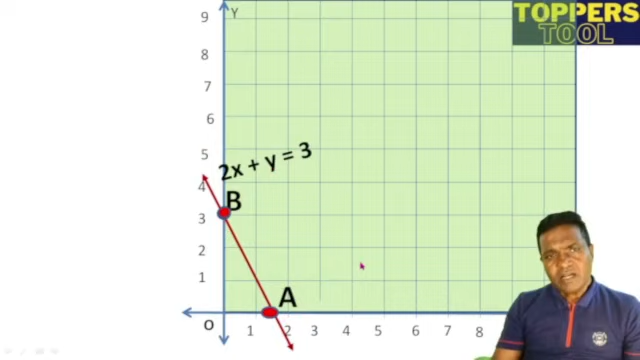 TOPPERS
TOOL
9 Y
8
7
6
5
2x + y = 3
4
B
3
2
1
A
O 1 2 3 4 5 6 7 8